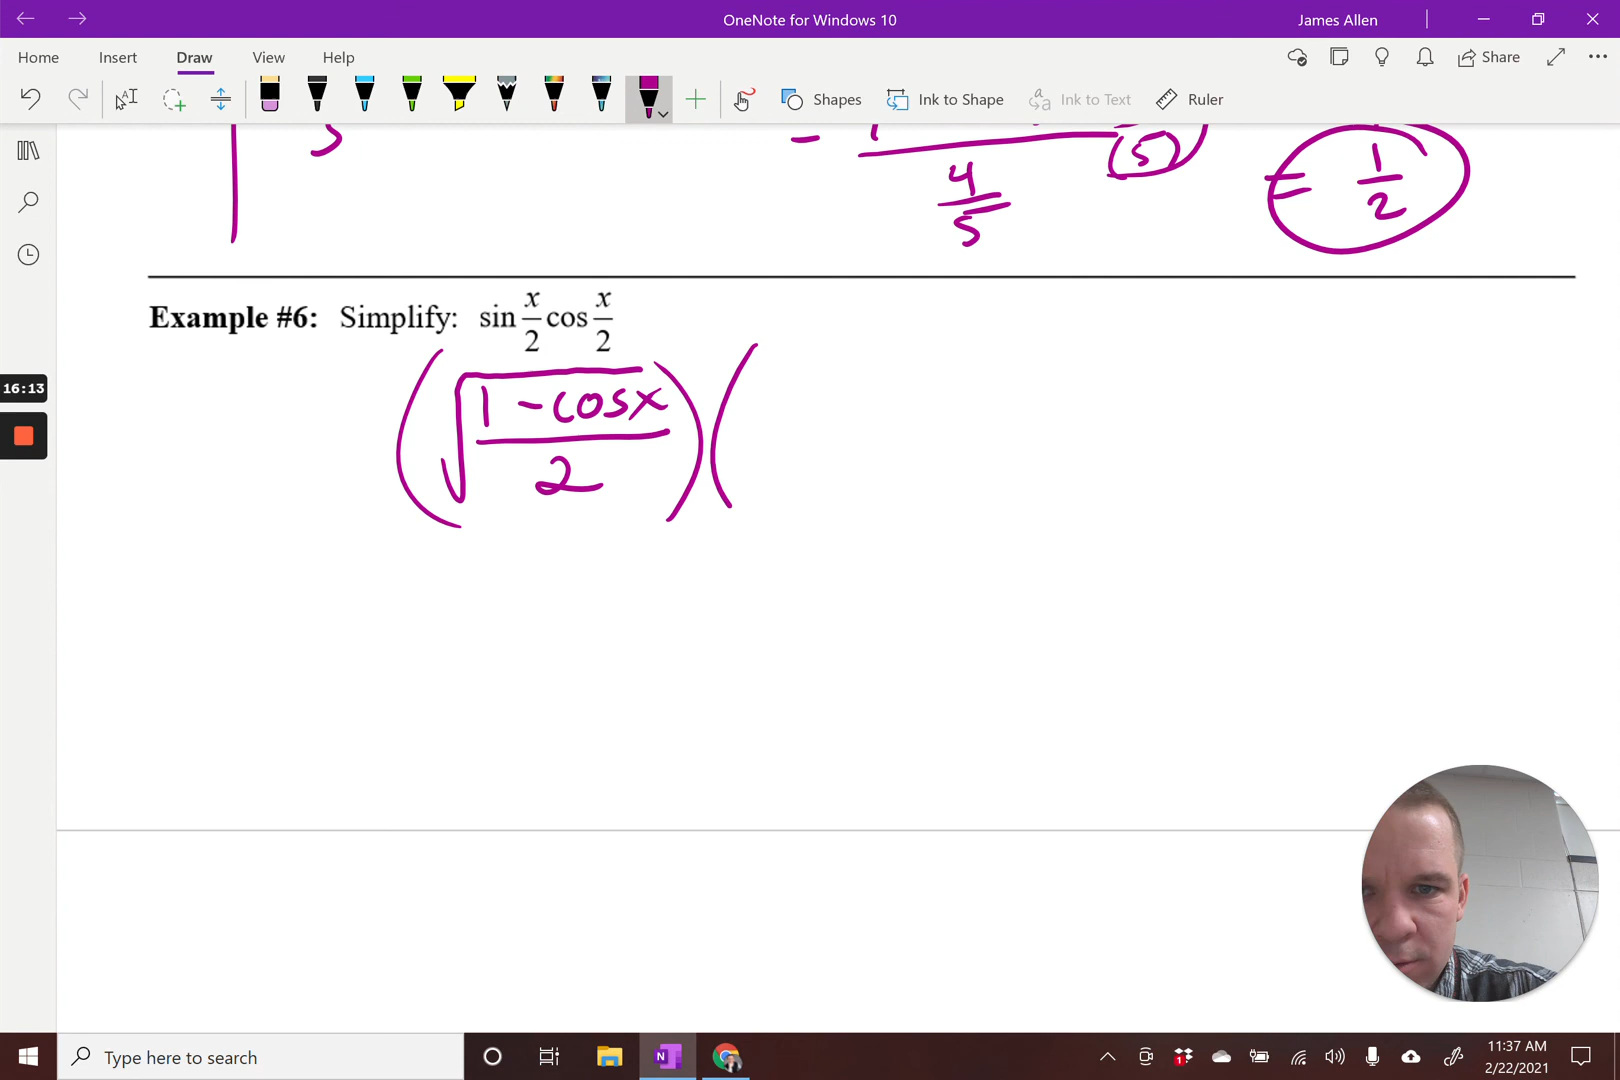 OneNote for Windows 10
James Allen
Home Insert Draw View Help
Share
Shapes
Ink to Shape
Ink to Text
Ruler
3
- 4/5 (5)
= 1/2
Example #6: Simplify: sin x/2 cos x/2
(√(1 - cosx)/2)(
16:13
Type here to search
11:37 AM
2/22/2021